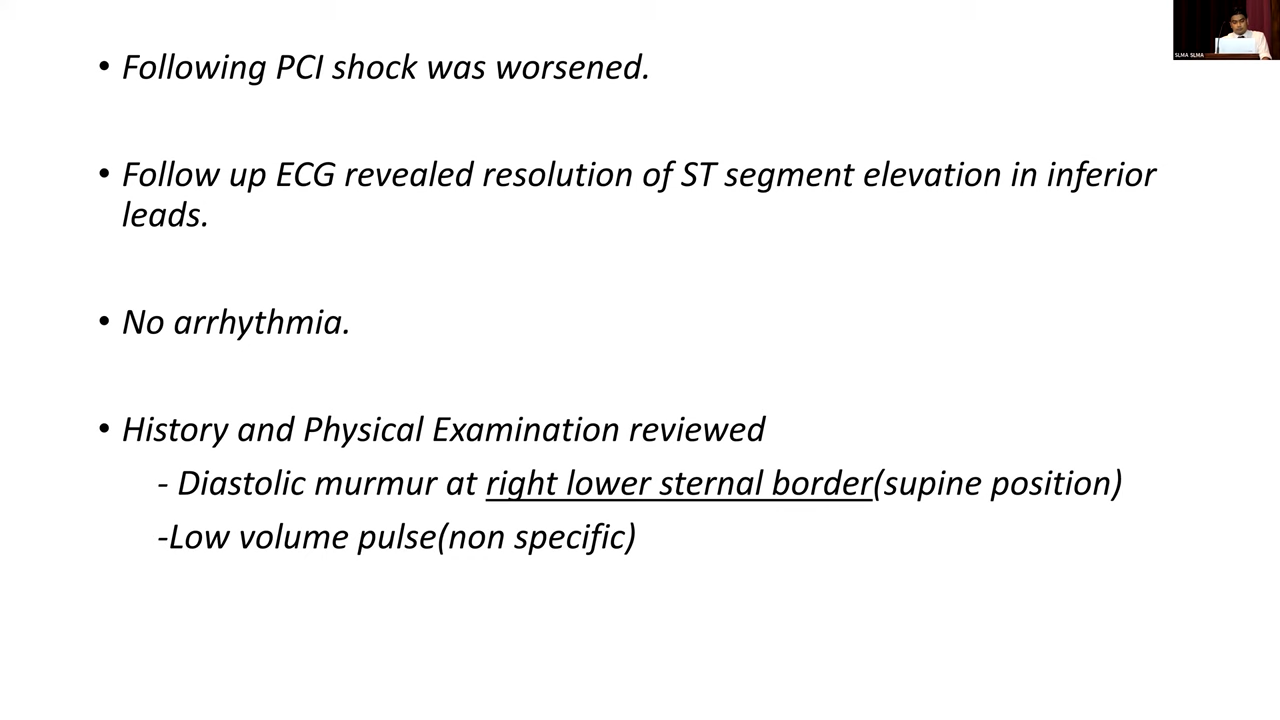 SLMA SLMA
• Following PCI shock was worsened.
• Follow up ECG revealed resolution of ST segment elevation in inferior
leads.
• No arrhythmia.
• History and Physical Examination reviewed
- Diastolic murmur at right lower sternal border(supine position)
-Low volume pulse(non specific)